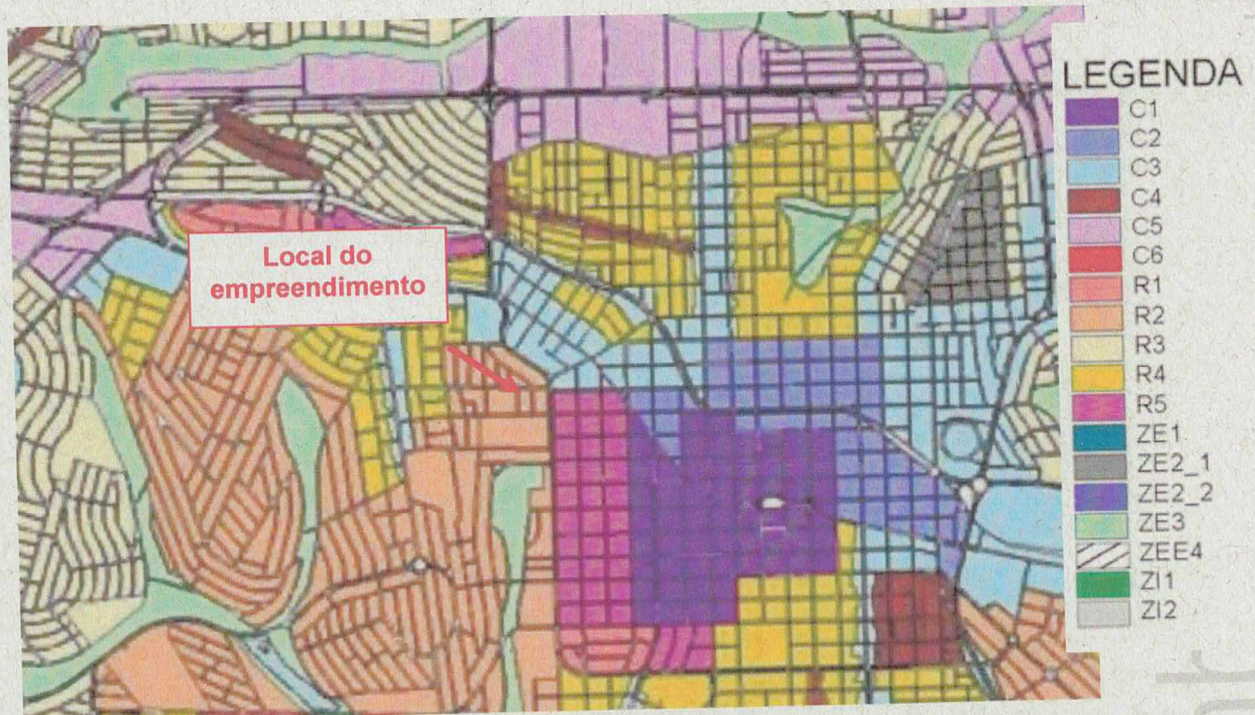 Local do
empreendimento
LEGENDA
C1
C2
C3
C4
C5
C6
R1
R2
R3
R4
R5
ZE1
ZE2_1
ZE2_2
ZE3
ZEE4
ZI1
ZI2